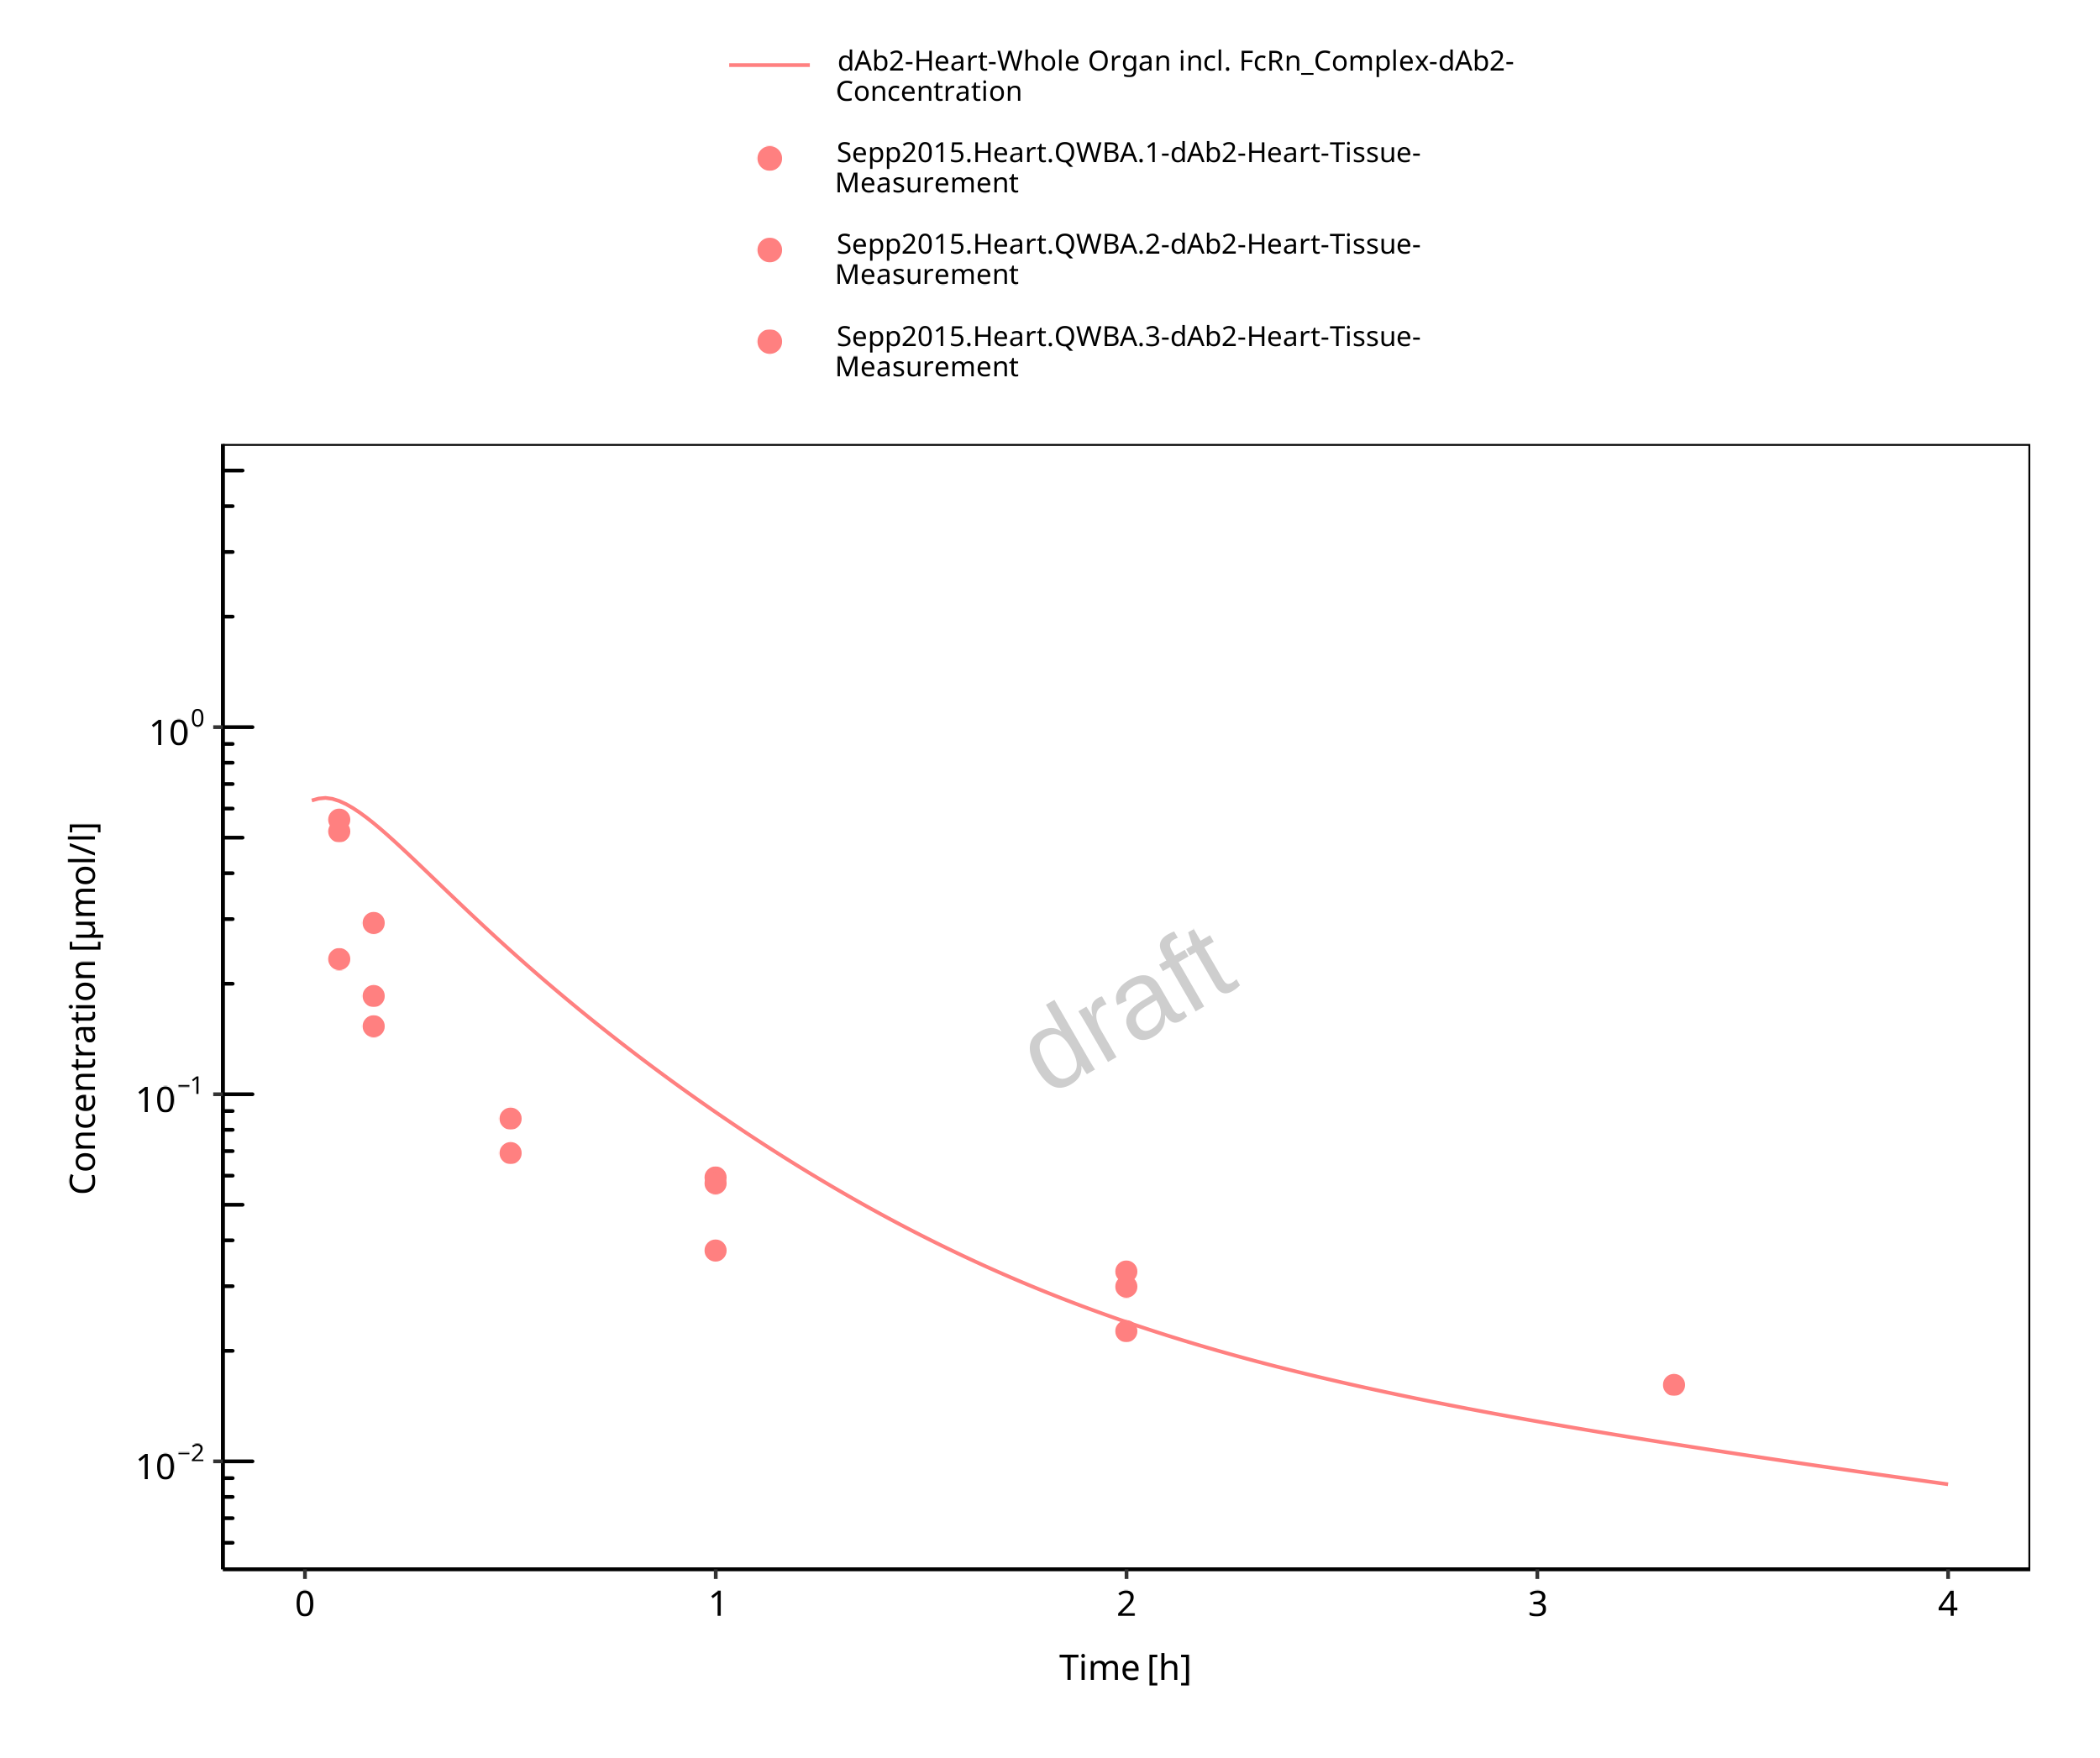 dAb2-Heart-Whole Organ incl. FcRn_Complex-dAb2-
Concentration
Sepp2015.Heart.QWBA.1-dAb2-Heart-Tissue-
Measurement
Sepp2015.Heart.QWBA.2-dAb2-Heart-Tissue-
Measurement
Sepp2015.Heart.QWBA.3-dAb2-Heart-Tissue-
Measurement
10⁰
10⁻¹
10⁻²
Concentration [µmol/l]
draft
0 1 2 3 4
Time [h]